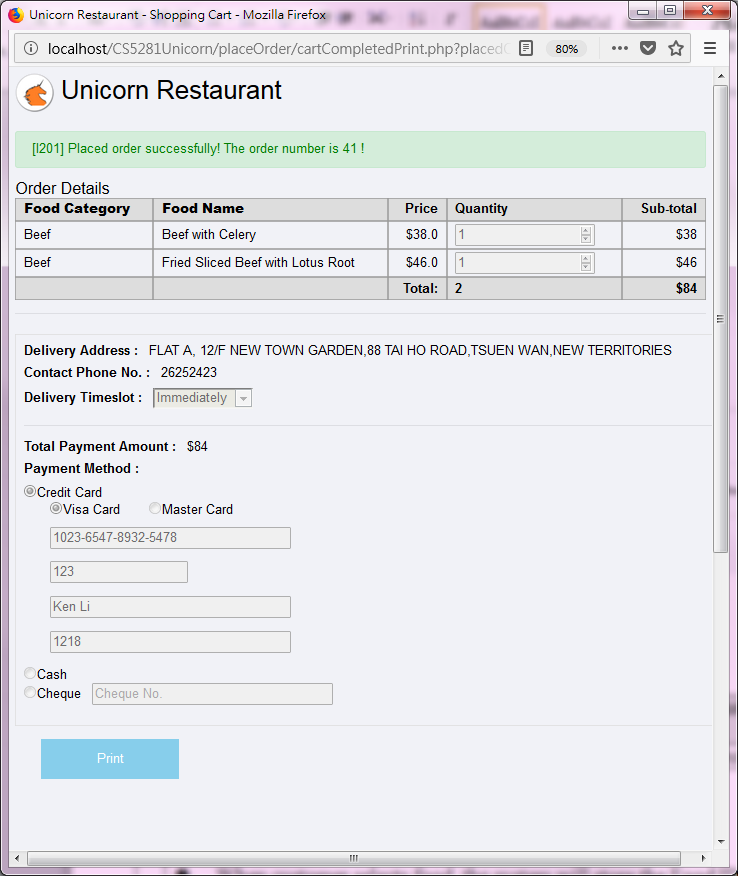 Unicorn Restaurant - Shopping Cart - Mozilla Firefox
localhost/CS5281Unicorn/placeOrder/cartCompletedPrint.php?placed 80%
Unicorn Restaurant
[I201] Placed order successfully! The order number is 41 !
Order Details
Food Category Food Name Price Quantity Sub-total
Beef Beef with Celery $38.0 1 $38
Beef Fried Sliced Beef with Lotus Root $46.0 1 $46
Total: 2 $84
Delivery Address : FLAT A, 12/F NEW TOWN GARDEN,88 TAI HO ROAD,TSUEN WAN,NEW TERRITORIES
Contact Phone No. : 26252423
Delivery Timeslot : Immediately
Total Payment Amount : $84
Payment Method :
Credit Card
Visa Card Master Card
1023-6547-8932-5478
123
Ken Li
1218
Cash
Cheque Cheque No.
Print